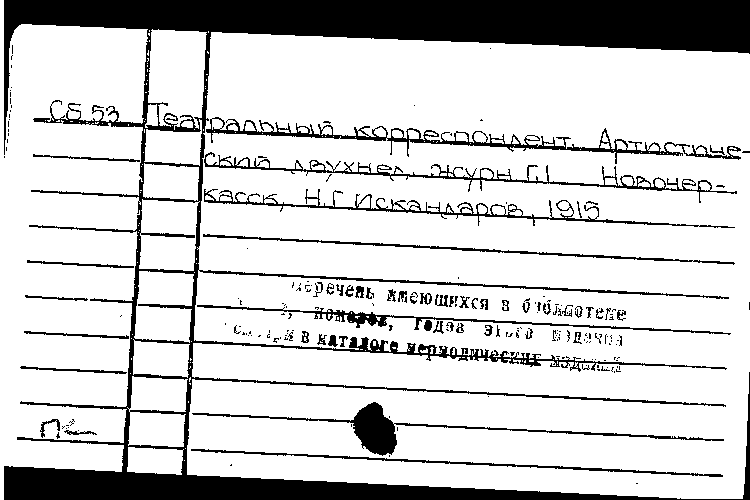 Сб 53 Театральный корреспондент. Артистиче-
ский двухнед. журн Г.1 Новочер-
касск, Н.Г. Искандаров, 1915.
перечень имеющихся в библиотеке
номеров, годов этого издания
в каталоге периодических изданий